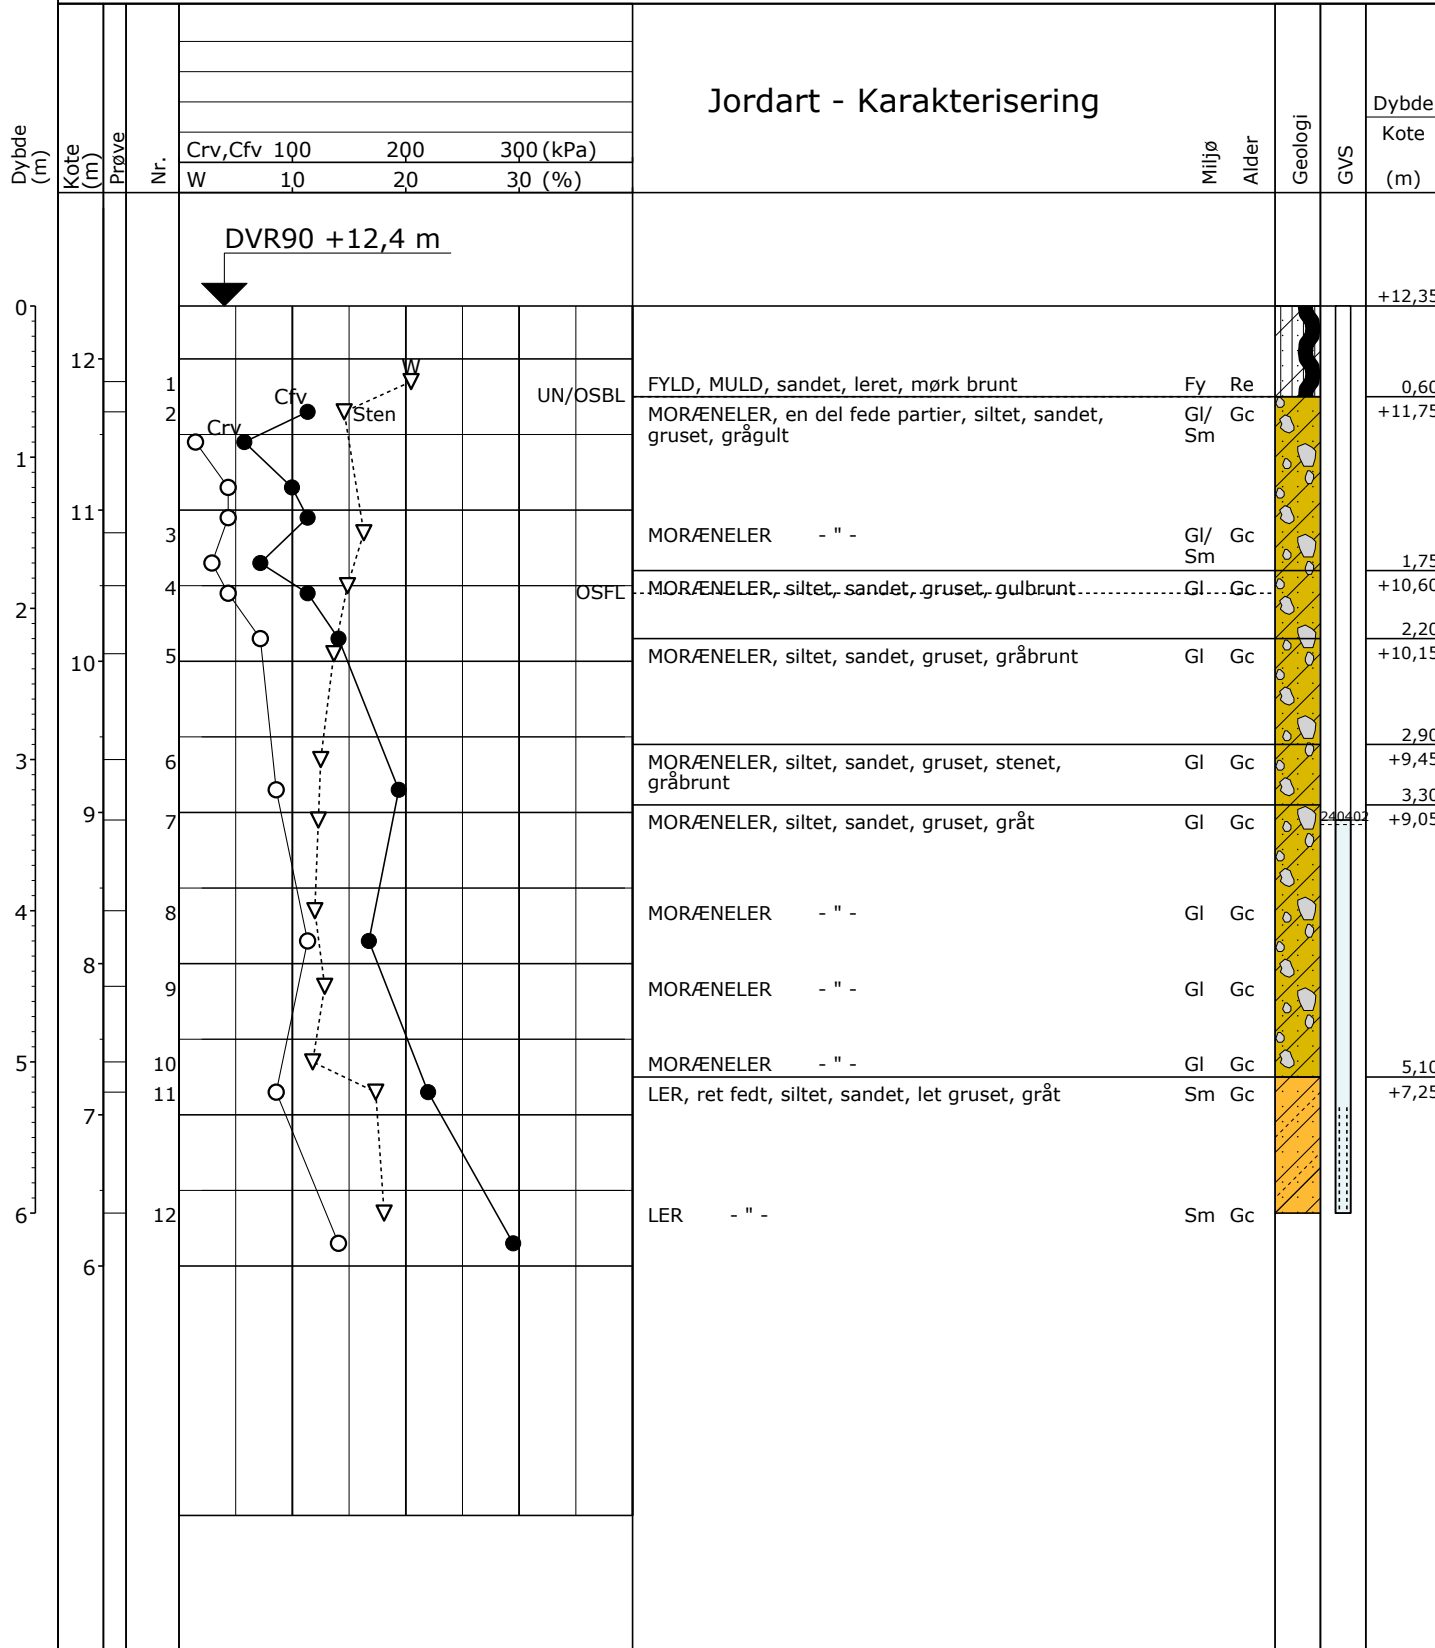 Jordart - Karakterisering
Dybde (m)
Kote (m)
Prøve
Nr.
Crv,Cfv 100 200 300 (kPa)
W 10 20 30 (%)
Miljø
Alder
Geologi
GVS
Dybde
Kote
(m)
DVR90 +12,4 m
+12,35
0
12
W
1 UN/OSBL FYLD, MULD, sandet, leret, mørk brunt Fy Re 0,60
Cfv
2 Sten MORÆNELER, en del fede partier, siltet, sandet, Gl/ Gc +11,75
Crv gruset, grågult Sm
1
11
3 MORÆNELER - " - Gl/ Gc
Sm 1,75
4 OSFL MORÆNELER, siltet, sandet, gruset, gulbrunt Gl Gc +10,60
2 2,20
10 5 MORÆNELER, siltet, sandet, gruset, gråbrunt Gl Gc +10,15
2,90
3 6 MORÆNELER, siltet, sandet, gruset, stenet, Gl Gc +9,45
gråbrunt 3,30
9 7 MORÆNELER, siltet, sandet, gruset, gråt Gl Gc 240402 +9,05
4 8 MORÆNELER - " - Gl Gc
8
9 MORÆNELER - " - Gl Gc
5 10 MORÆNELER - " - Gl Gc 5,10
11 LER, ret fedt, siltet, sandet, let gruset, gråt Sm Gc +7,25
7
6 12 LER - " - Sm Gc
6